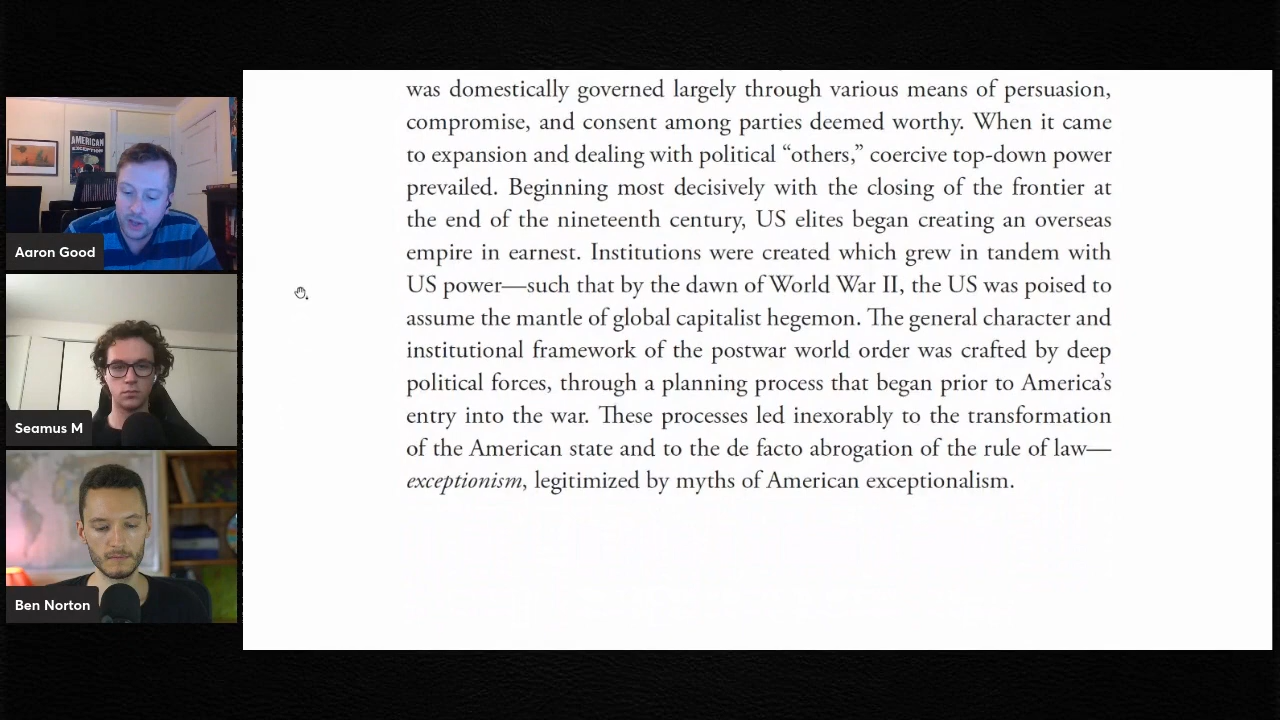 AMERICAN
EXCEPTION
Aaron Good
Seamus M
Ben Norton
was domestically governed largely through various means of persuasion,
compromise, and consent among parties deemed worthy. When it came
to expansion and dealing with political “others,” coercive top-down power
prevailed. Beginning most decisively with the closing of the frontier at
the end of the nineteenth century, US elites began creating an overseas
empire in earnest. Institutions were created which grew in tandem with
US power—such that by the dawn of World War II, the US was poised to
assume the mantle of global capitalist hegemon. The general character and
institutional framework of the postwar world order was crafted by deep
political forces, through a planning process that began prior to America’s
entry into the war. These processes led inexorably to the transformation
of the American state and to the de facto abrogation of the rule of law—
exceptionism, legitimized by myths of American exceptionalism.